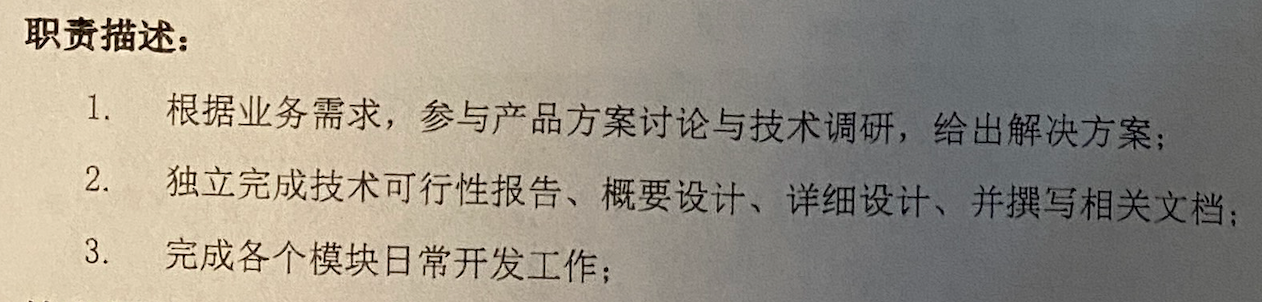 职责描述：
1. 根据业务需求，参与产品方案讨论与技术调研，给出解决方案；
2. 独立完成技术可行性报告、概要设计、详细设计、并撰写相关文档；
3. 完成各个模块日常开发工作；